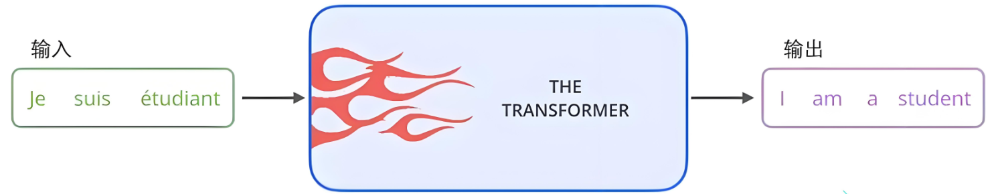 输入
Je suis étudiant
THE
TRANSFORMER
输出
I am a student